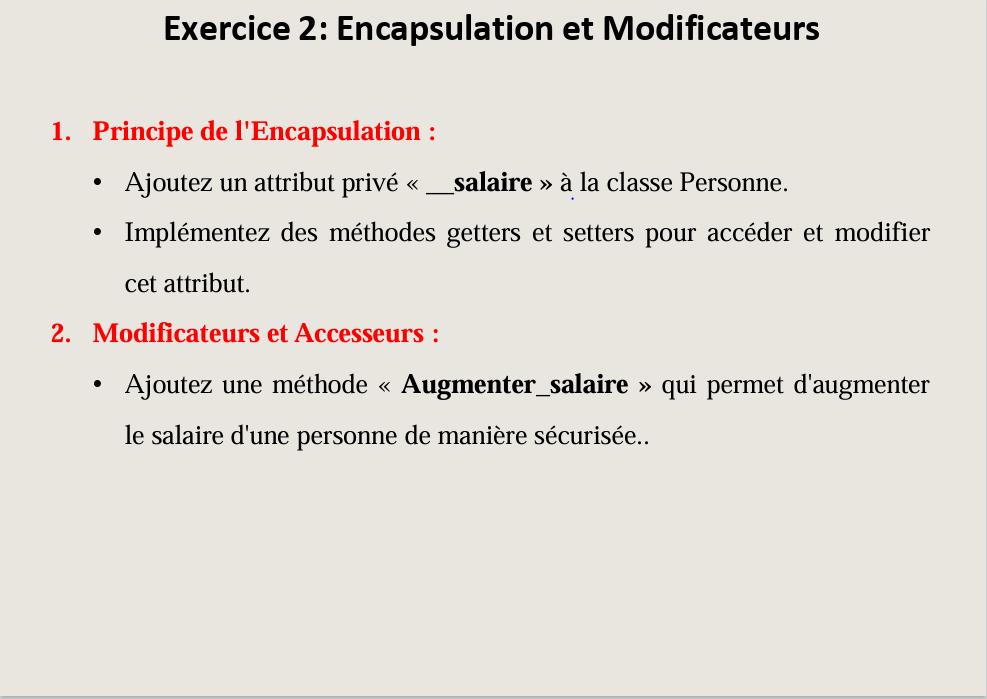 Exercice 2: Encapsulation et Modificateurs
1. Principe de l'Encapsulation :
• Ajoutez un attribut privé « __salaire » à la classe Personne.
• Implémentez des méthodes getters et setters pour accéder et modifier
cet attribut.
2. Modificateurs et Accesseurs :
• Ajoutez une méthode « Augmenter_salaire » qui permet d'augmenter
le salaire d'une personne de manière sécurisée..